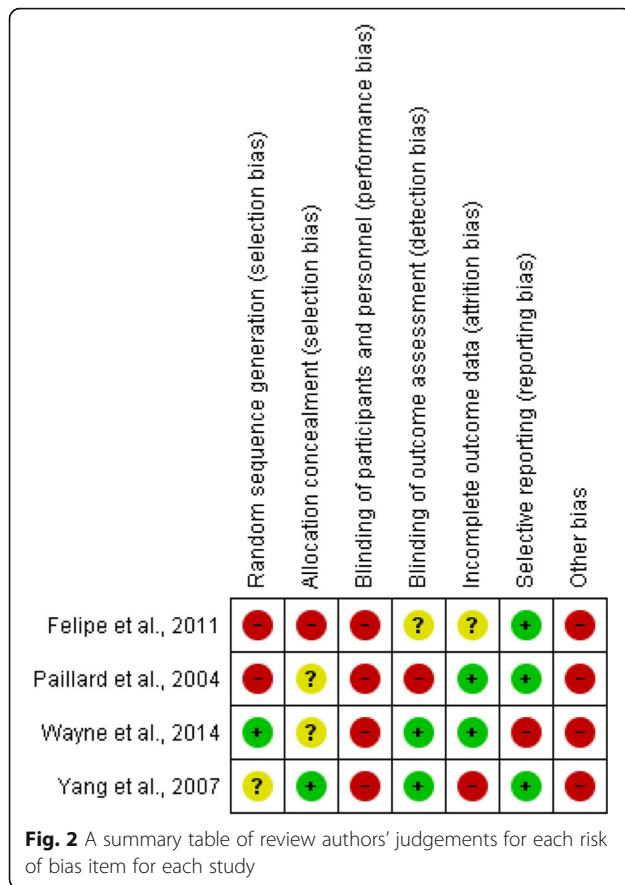 Random sequence generation (selection bias)
Allocation concealment (selection bias)
Blinding of participants and personnel (performance bias)
Blinding of outcome assessment (detection bias)
Incomplete outcome data (attrition bias)
Selective reporting (reporting bias)
Other bias
Felipe et al., 2011 - - - ? ? + -
Paillard et al., 2004 - ? - - + + -
Wayne et al., 2014 + ? - + + - -
Yang et al., 2007 ? + - + - + -
Fig. 2 A summary table of review authors’ judgements for each risk
of bias item for each study